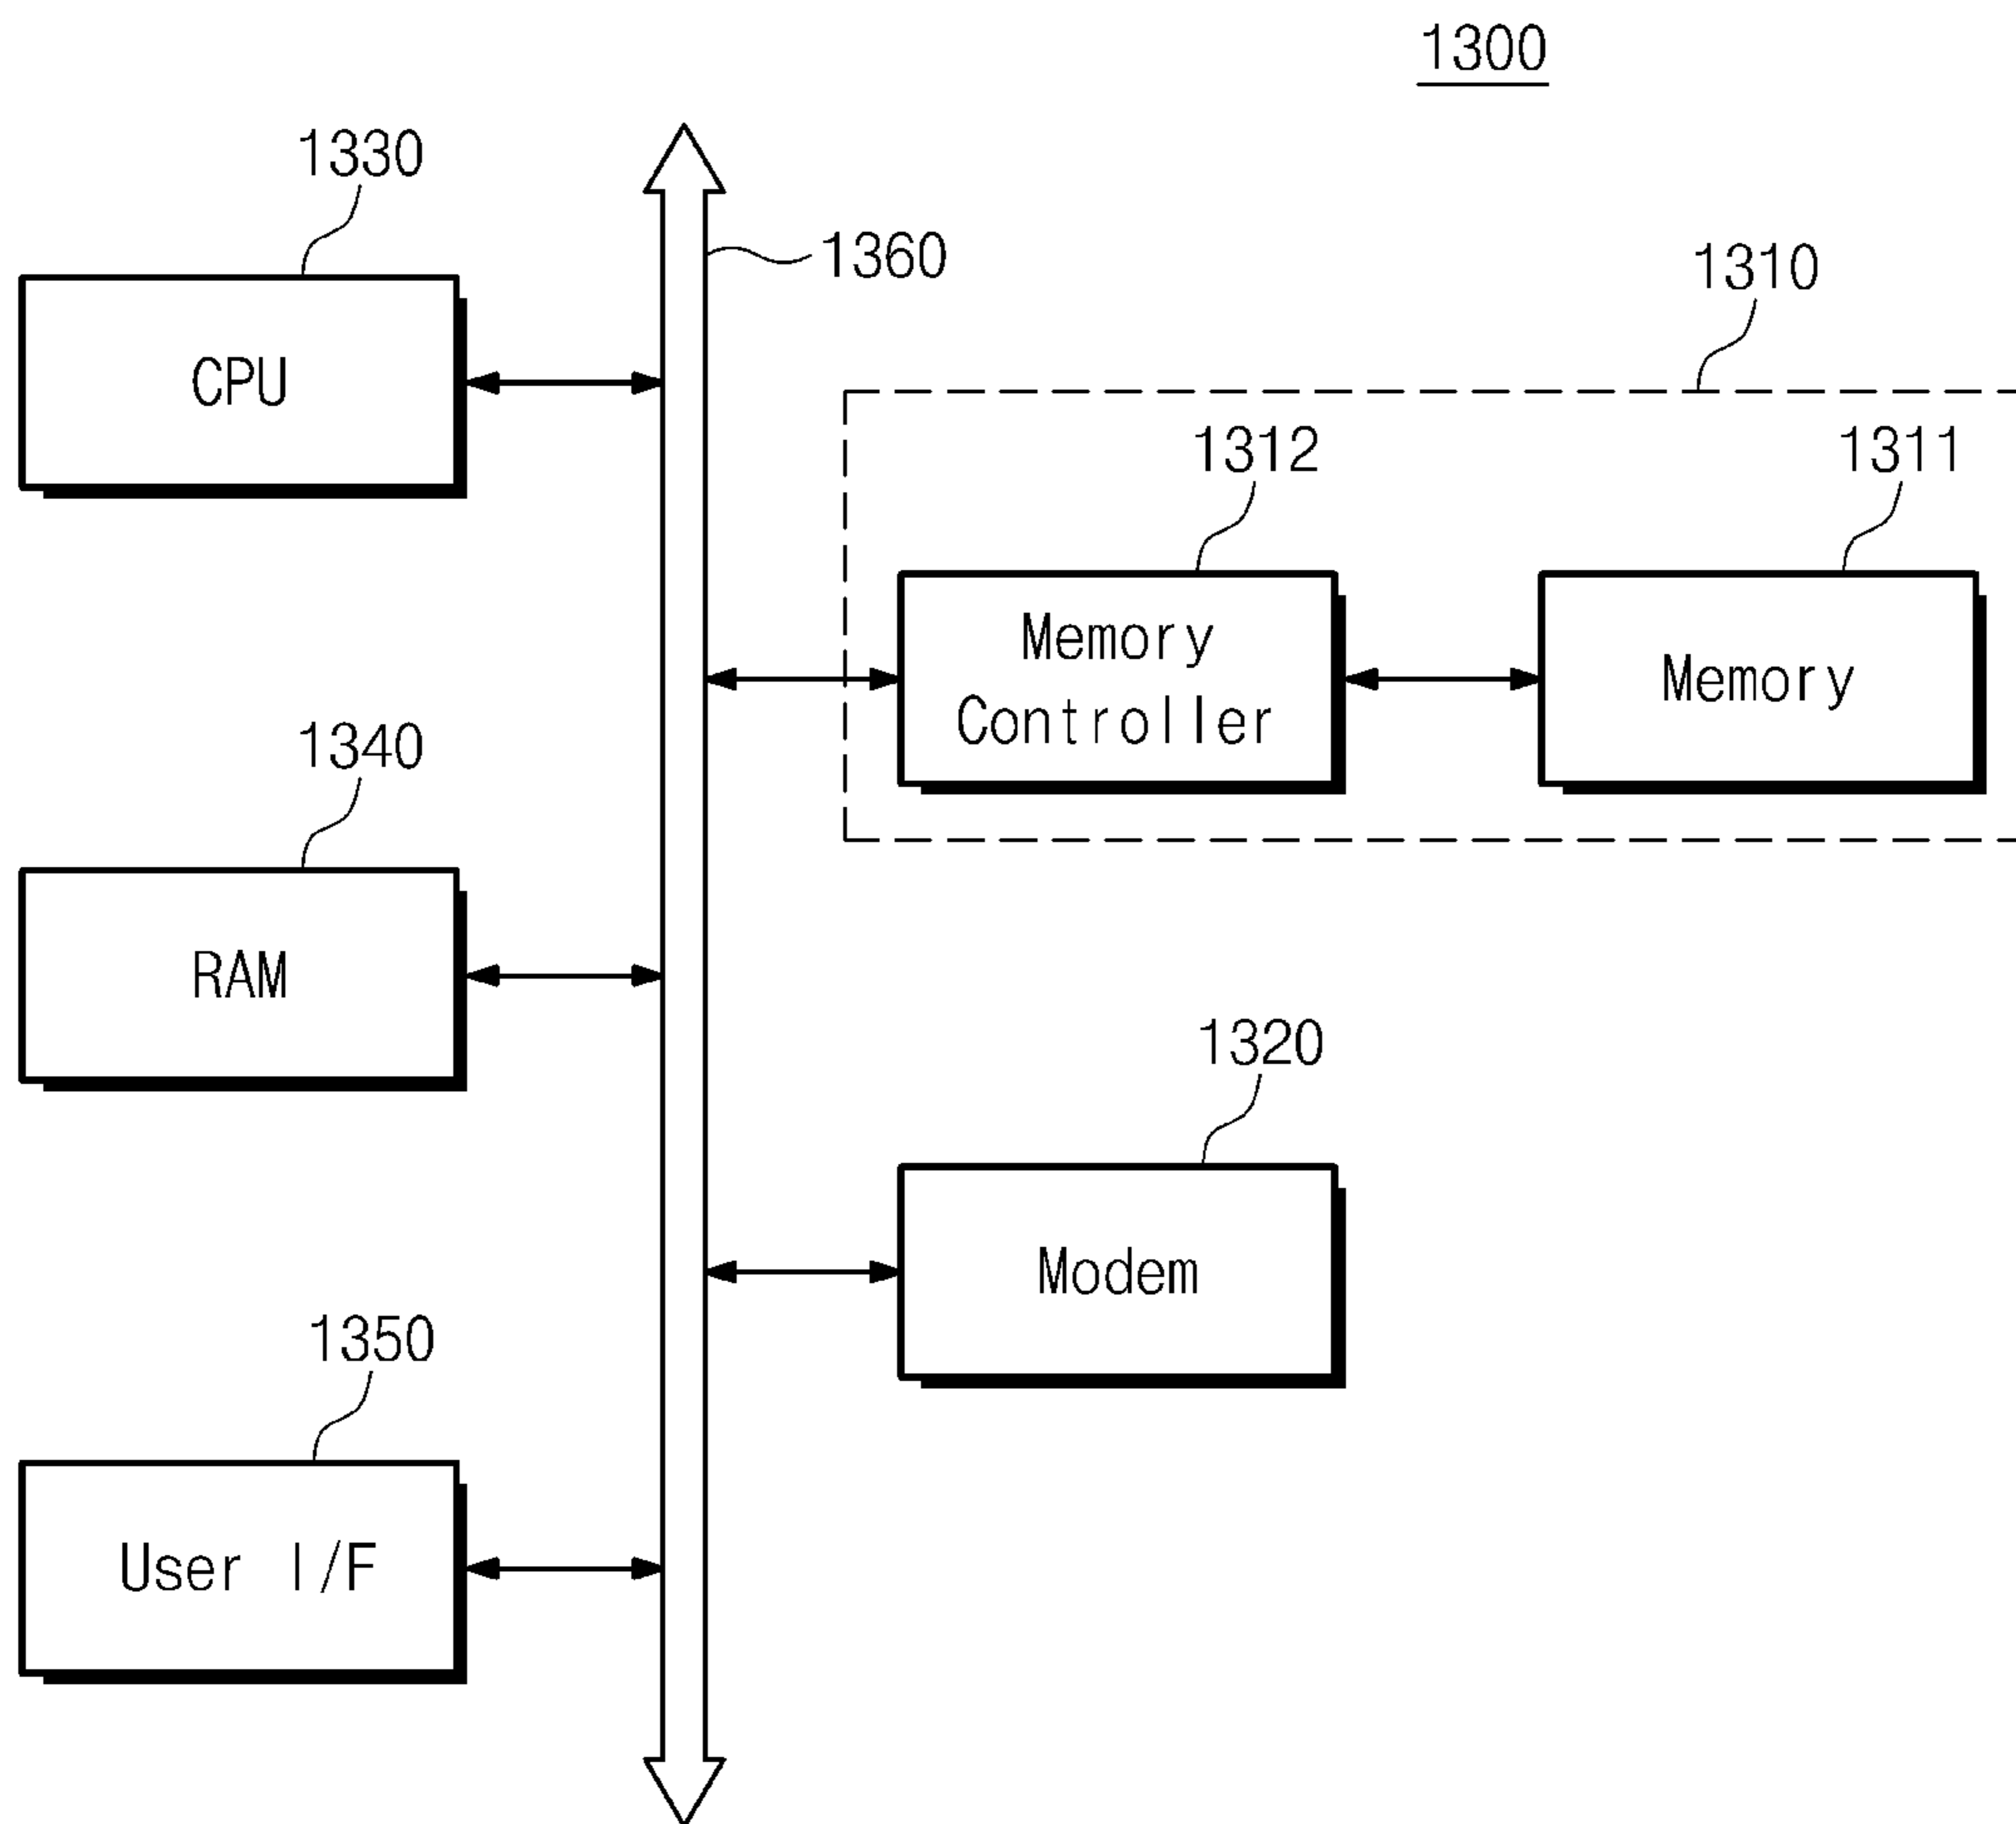 1300
1330
1360
1310
CPU
1312
1311
Memory
Controller
Memory
1340
RAM
1320
Modem
1350
User I/F